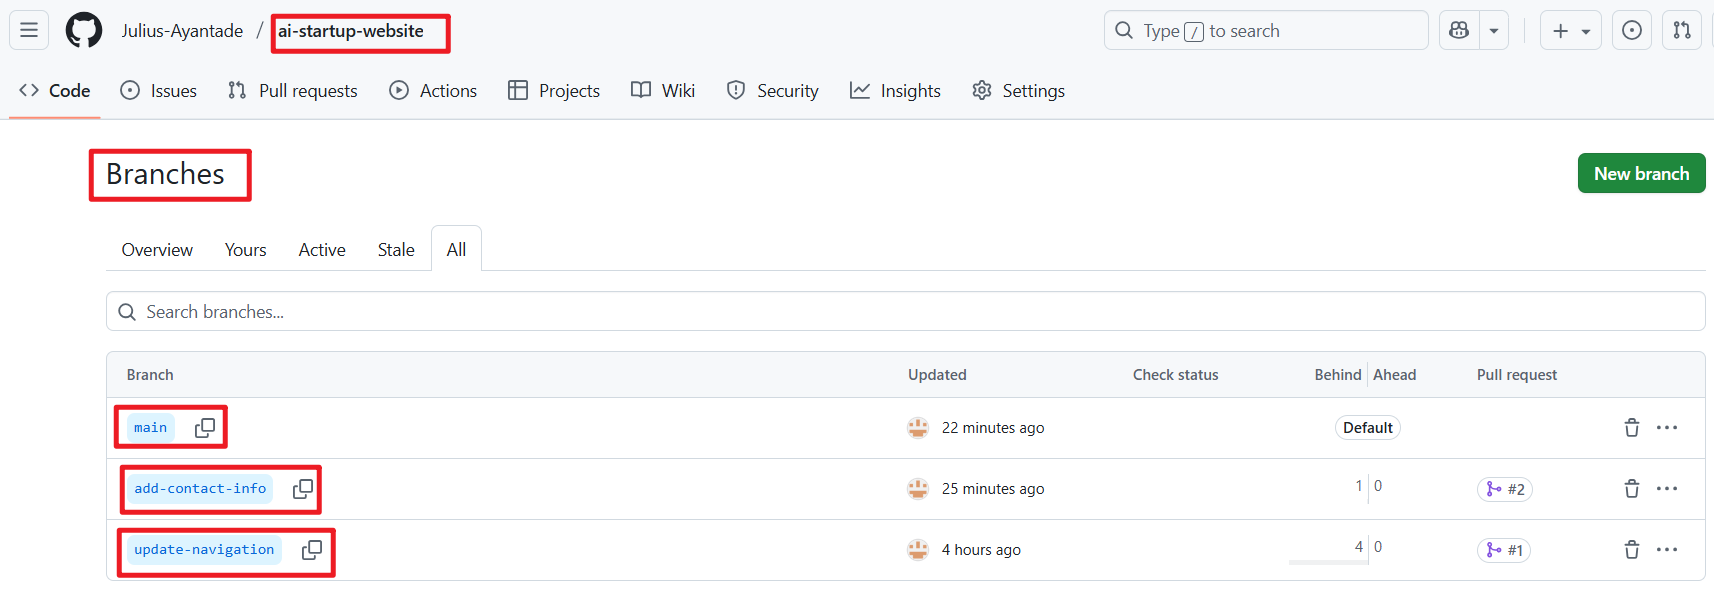 Julius-Ayantade / ai-startup-website Type / to search
Code Issues Pull requests Actions Projects Wiki Security Insights Settings
Branches
New branch
Overview Yours Active Stale All
Search branches...
Branch Updated Check status Behind Ahead Pull request
main 22 minutes ago Default
add-contact-info 25 minutes ago 1 0 #2
update-navigation 4 hours ago 4 0 #1